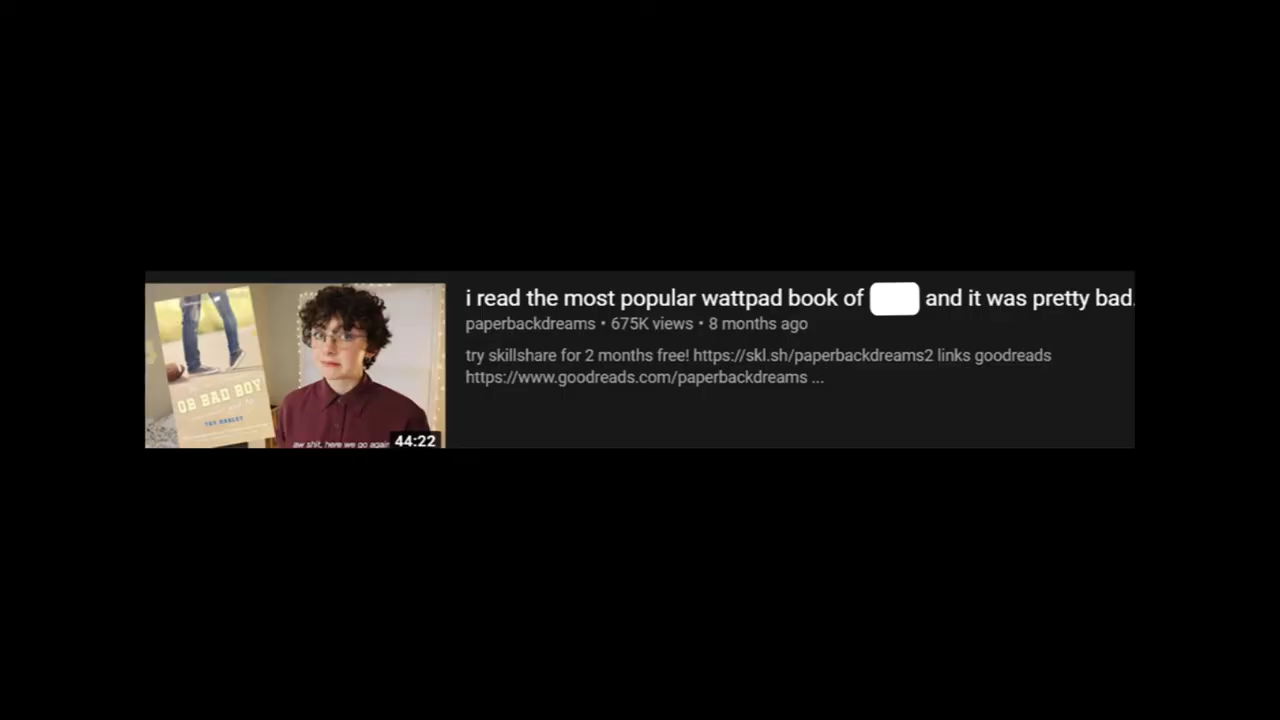 i read the most popular wattpad book of and it was pretty bad.
paperbackdreams • 675K views • 8 months ago
try skillshare for 2 months free! https://skl.sh/paperbackdreams2 links goodreads
https://www.goodreads.com/paperbackdreams ...
OB BAD BOY
TAY MARLEY
aw shit, here we go again
44:22